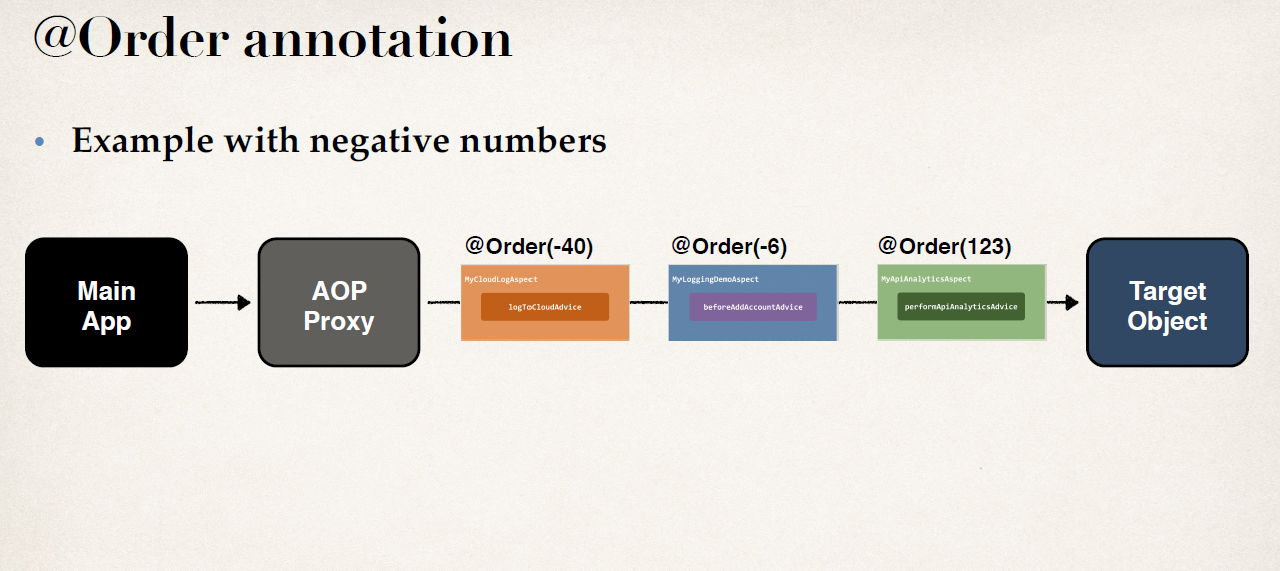 @Order annotation
• Example with negative numbers
@Order(-40)
@Order(-6)
@Order(123)
Main
App
AOP
Proxy
MyCloudLogAspect
logToCloudAdvice
MyLoggingDemoAspect
beforeAddAccountAdvice
MyApiAnalyticsAspect
performApiAnalyticsAdvice
Target
Object